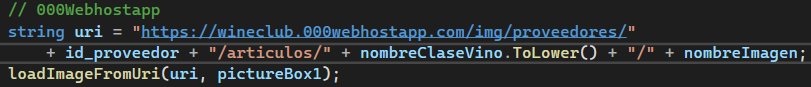 // 000Webhostapp
string uri = "https://wineclub.000webhostapp.com/img/proveedores/"
+ id_proveedor + "/articulos/" + nombreClaseVino.ToLower() + "/" + nombreImagen;
loadImageFromUri(uri, pictureBox1);